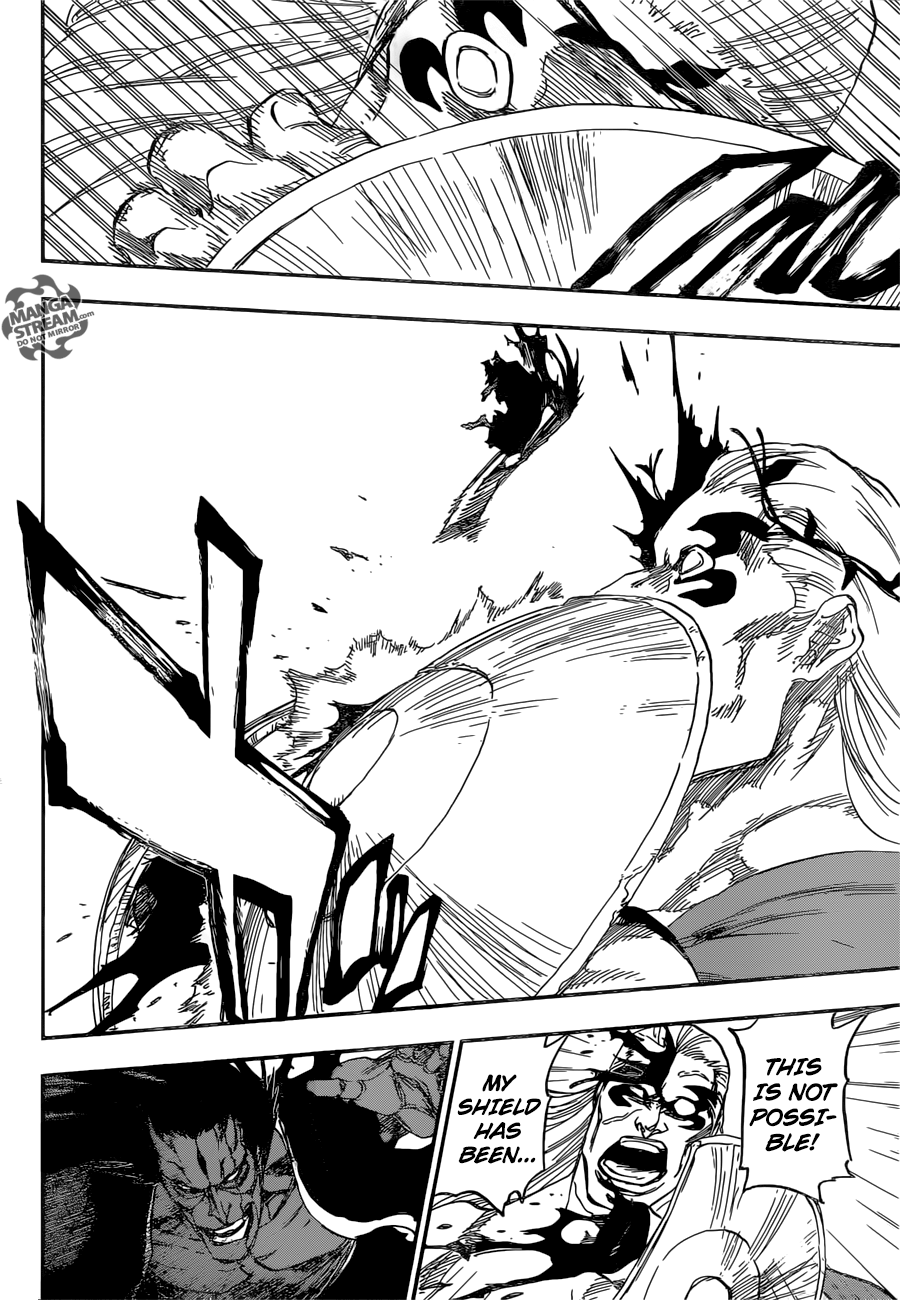 MANGA
STREAM.com
DO NOT MIRROR
THIS
IS NOT
POSSI-
BLE!
MY
SHIELD
HAS
BEEN...